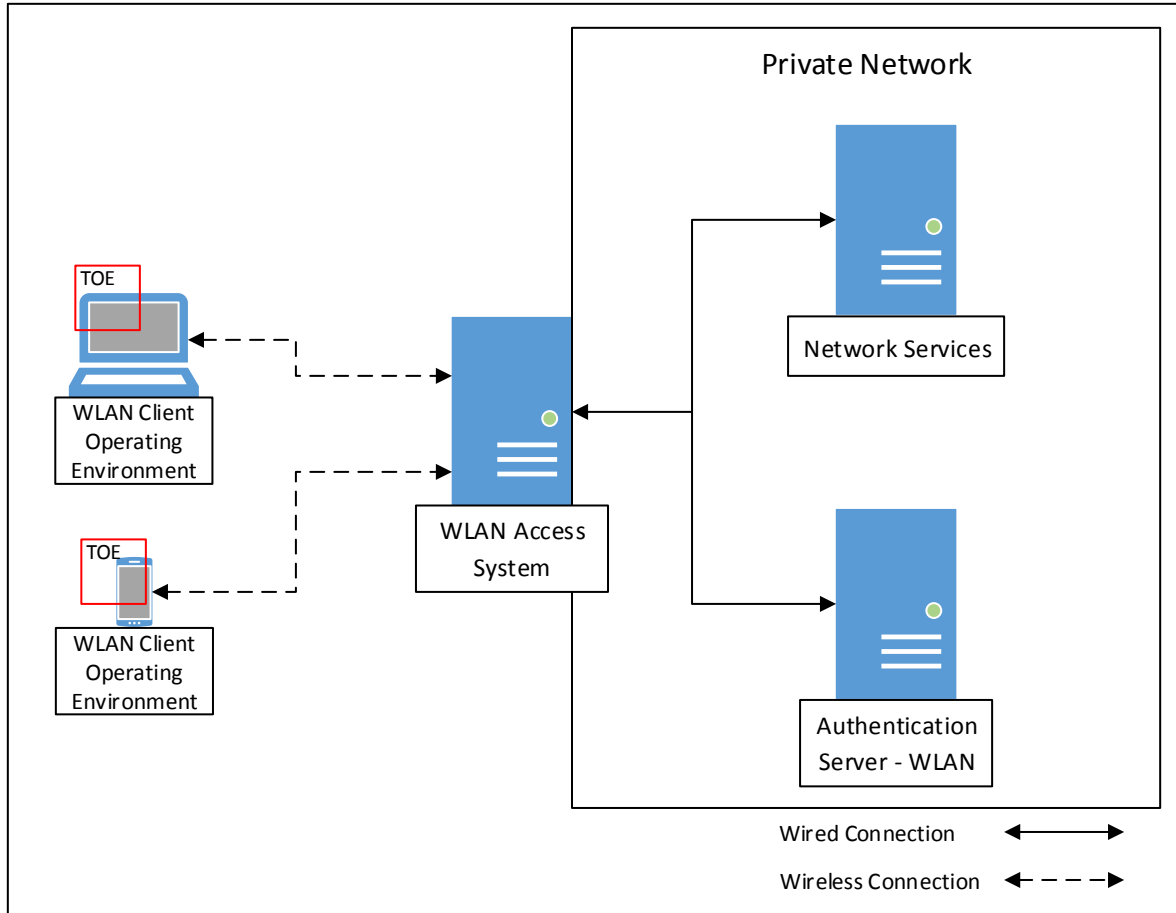 Private Network
TOE
WLAN Client
Operating
Environment
TOE
WLAN Client
Operating
Environment
WLAN Access
System
Network Services
Authentication
Server - WLAN
Wired Connection
Wireless Connection